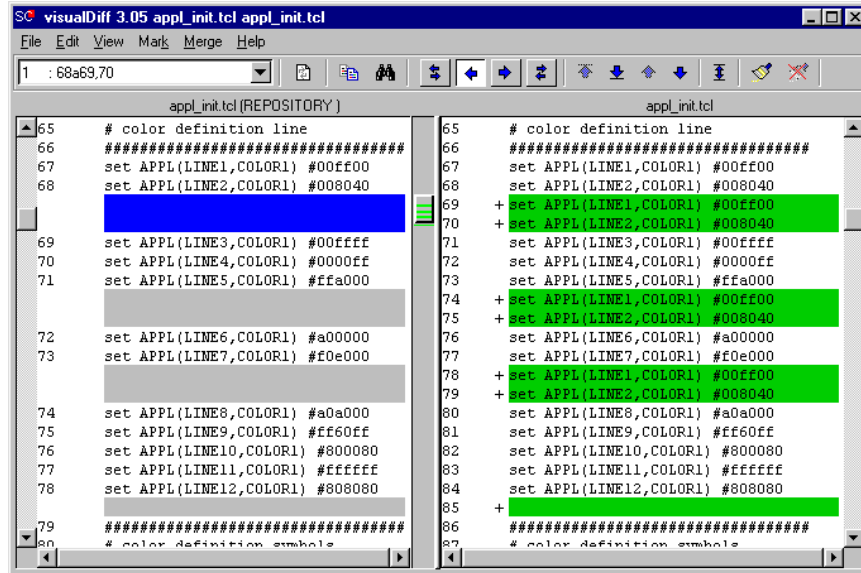 visualDiff 3.05 appl_init.tcl appl_init.tcl
File Edit View Mark Merge Help
1 : 68a69,70
appl_init.tcl (REPOSITORY )
65 # color definition line
66 ##################################
67 set APPL(LINE1,COLOR1) #00ff00
68 set APPL(LINE2,COLOR1) #008040
69 set APPL(LINE3,COLOR1) #00ffff
70 set APPL(LINE4,COLOR1) #0000ff
71 set APPL(LINE5,COLOR1) #ffa000
72 set APPL(LINE6,COLOR1) #a00000
73 set APPL(LINE7,COLOR1) #f0e000
74 set APPL(LINE8,COLOR1) #a0a000
75 set APPL(LINE9,COLOR1) #ff60ff
76 set APPL(LINE10,COLOR1) #800080
77 set APPL(LINE11,COLOR1) #ffffff
78 set APPL(LINE12,COLOR1) #808080
79 ##################################
80 # color definition symbols
appl_init.tcl
65 # color definition line
66 ##################################
67 set APPL(LINE1,COLOR1) #00ff00
68 set APPL(LINE2,COLOR1) #008040
69 + set APPL(LINE1,COLOR1) #00ff00
70 + set APPL(LINE2,COLOR1) #008040
71 set APPL(LINE3,COLOR1) #00ffff
72 set APPL(LINE4,COLOR1) #0000ff
73 set APPL(LINE5,COLOR1) #ffa000
74 + set APPL(LINE1,COLOR1) #00ff00
75 + set APPL(LINE2,COLOR1) #008040
76 set APPL(LINE6,COLOR1) #a00000
77 set APPL(LINE7,COLOR1) #f0e000
78 + set APPL(LINE1,COLOR1) #00ff00
79 + set APPL(LINE2,COLOR1) #008040
80 set APPL(LINE8,COLOR1) #a0a000
81 set APPL(LINE9,COLOR1) #ff60ff
82 set APPL(LINE10,COLOR1) #800080
83 set APPL(LINE11,COLOR1) #ffffff
84 set APPL(LINE12,COLOR1) #808080
85 +
86 ##################################
87 # color definition symbols